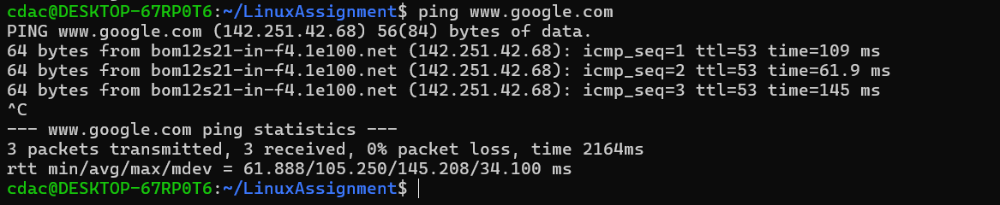 cdac@DESKTOP-67RP0T6:~/LinuxAssignment$ ping www.google.com
PING www.google.com (142.251.42.68) 56(84) bytes of data.
64 bytes from bom12s21-in-f4.1e100.net (142.251.42.68): icmp_seq=1 ttl=53 time=109 ms
64 bytes from bom12s21-in-f4.1e100.net (142.251.42.68): icmp_seq=2 ttl=53 time=61.9 ms
64 bytes from bom12s21-in-f4.1e100.net (142.251.42.68): icmp_seq=3 ttl=53 time=145 ms
^C
--- www.google.com ping statistics ---
3 packets transmitted, 3 received, 0% packet loss, time 2164ms
rtt min/avg/max/mdev = 61.888/105.250/145.208/34.100 ms
cdac@DESKTOP-67RP0T6:~/LinuxAssignment$